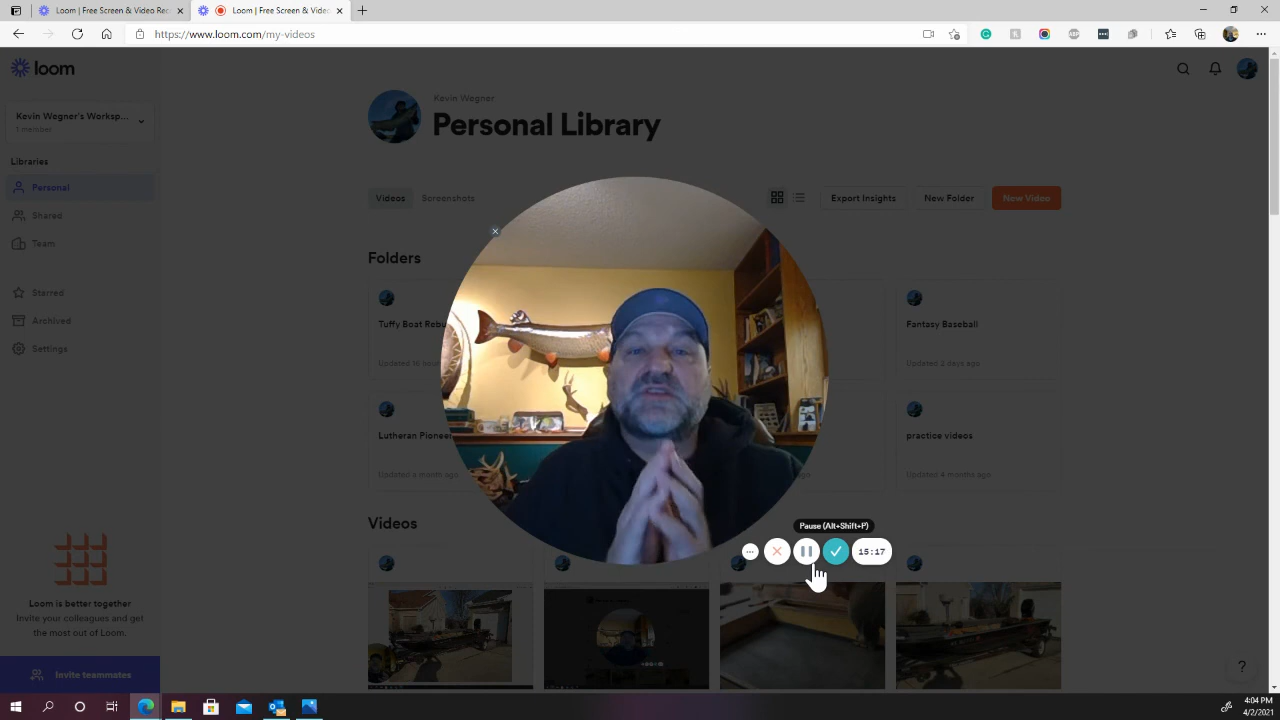 Loom | Free Screen & Video Rec
Loom | Free Screen & Video
https://www.loom.com/my-videos
loom
Kevin Wegner's Worksp...
1 member
Libraries
Personal
Shared
Team
Starred
Archived
Settings
Loom is better together
Invite your colleagues and get
the most out of Loom.
Invite teammates
Kevin Wegner
Personal Library
Videos
Screenshots
Export Insights
New Folder
New Video
Folders
Tuffy Boat Rebu
Updated 16
Fantasy Baseball
Updated 2 days ago
Lutheran Pioneer
Updated 4 month ago
practice videos
Updated 4 months ago
Videos
Pause (Alt+Shift+P)
15:17
?
4:04 PM
4/2/2021